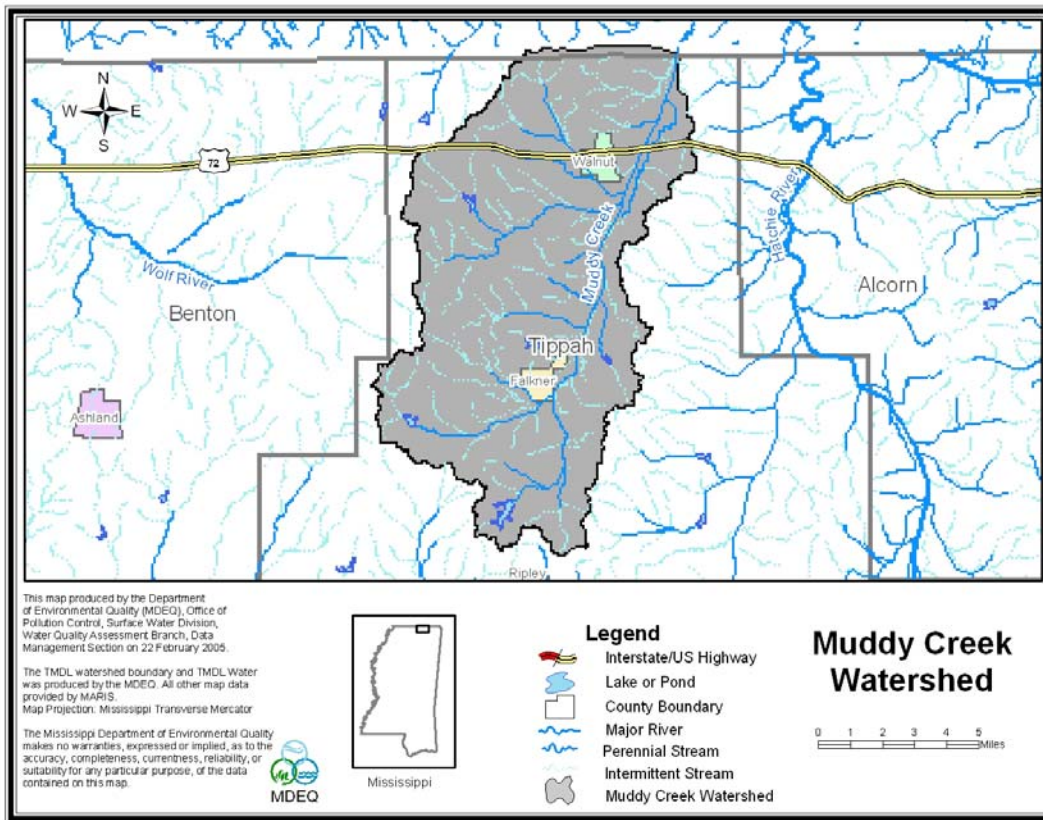 N
W E
S
72
Walnut
Muddy Creek
Hatchie River
Wolf River
Benton
Alcorn
Tippah
Falkner
Ashland
Ripley
This map produced by the Department
of Environmental Quality (MDEQ), Office of
Pollution Control, Surface Water Division,
Water Quality Assessment Branch, Data
Management Section on 22 February 2005.
The TMDL watershed boundary and TMDL Water
was produced by the MDEQ. All other map data
provided by MARIS.
Map Projection: Mississippi Transverse Mercator
The Mississippi Department of Environmental Quality
makes no warranties, expressed or implied, as to the
accuracy, completeness, currentness, reliability, or
suitability for any particular purpose, of the data
contained on this map.
MDEQ
Mississippi
Legend
Interstate/US Highway
Lake or Pond
County Boundary
Major River
Perennial Stream
Intermittent Stream
Muddy Creek Watershed
Muddy Creek
Watershed
0 1 2 3 4 5
Miles